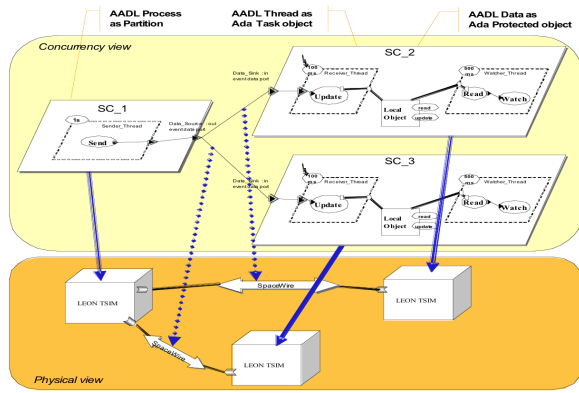 AADL Process
as Partition
AADL Thread as
Ada Task object
AADL Data as
Ada Protected object
Concurrency view
SC_1
1s
Sender_Thread
Send
Data_Source : out
event data port
Data_Sink : in
event data port
SC_2
100
ms
Receiver_Thread
Update
Local
Object
read
update
500
ms
Watcher_Thread
Read
Watch
Data_Sink : in
event data port
SC_3
100
ms
Receiver_Thread
Update
Local
Object
read
update
500
ms
Watcher_Thread
Read
Watch
LEON TSIM
SpaceWire
LEON TSIM
SpaceWire
LEON TSIM
Physical view